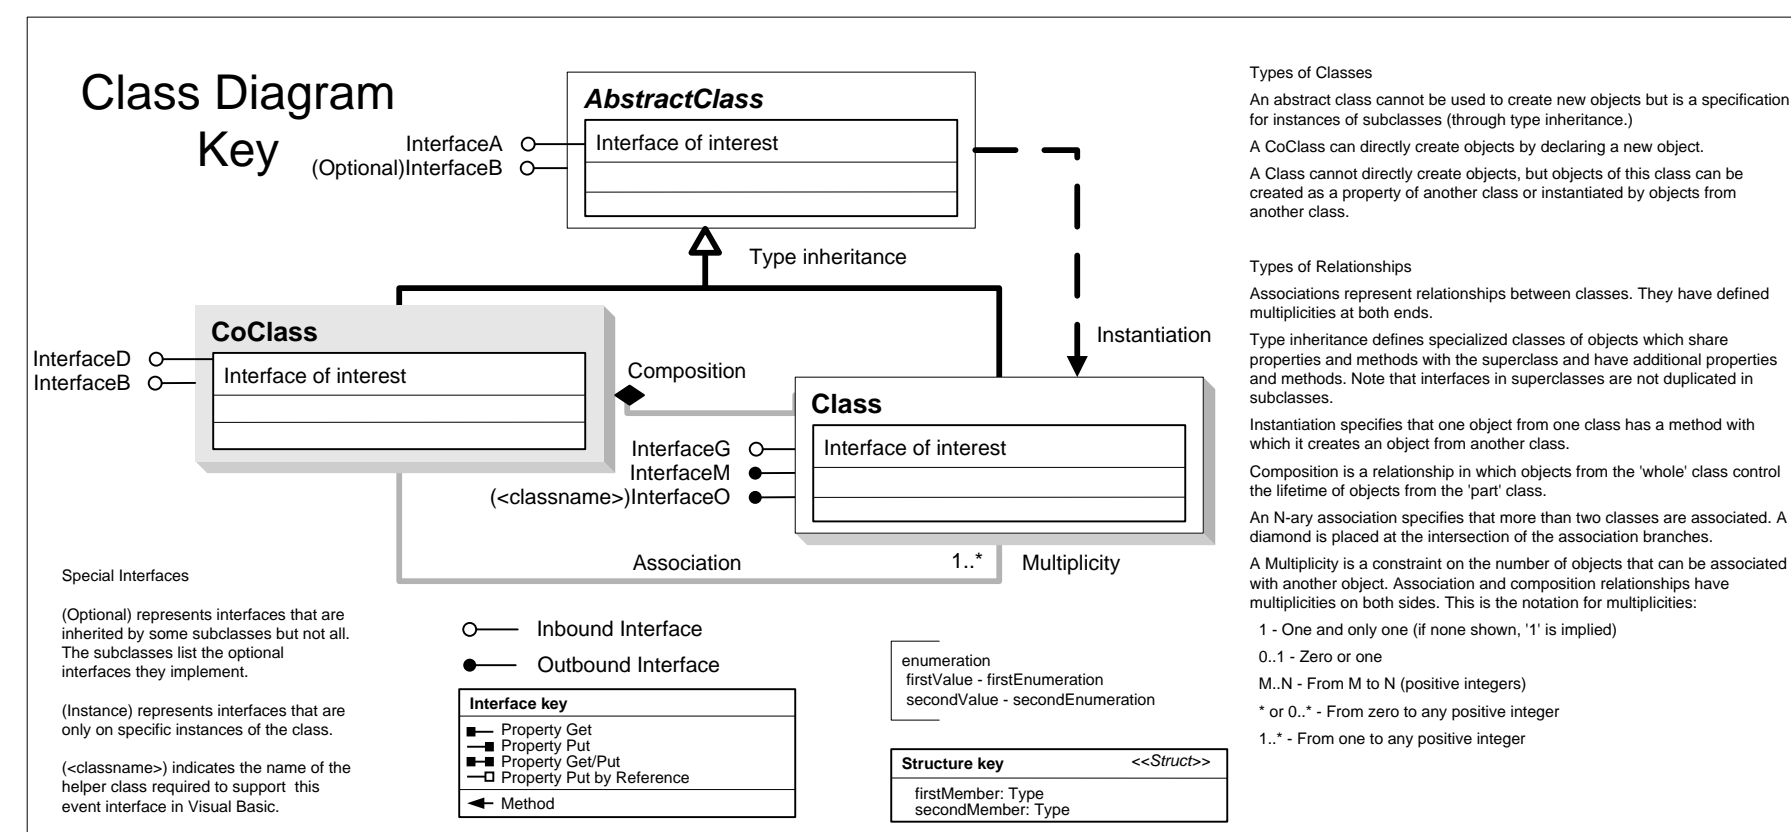 Class Diagram
Key
AbstractClass
InterfaceA
(Optional)InterfaceB
Interface of interest
Type inheritance
CoClass
InterfaceD
InterfaceB
Interface of interest
Composition
Instantiation
Class
InterfaceG
InterfaceM
(<classname>)InterfaceO
Interface of interest
Association
1..*
Multiplicity
Special Interfaces
(Optional) represents interfaces that are
inherited by some subclasses but not all.
The subclasses list the optional
interfaces they implement.
(Instance) represents interfaces that are
only on specific instances of the class.
(<classname>) indicates the name of the
helper class required to support this
event interface in Visual Basic.
Inbound Interface
Outbound Interface
Interface key
Property Get
Property Put
Property Get/Put
Property Put by Reference
Method
enumeration
firstValue - firstEnumeration
secondValue - secondEnumeration
Structure key <<Struct>>
firstMember: Type
secondMember: Type
Types of Classes
An abstract class cannot be used to create new objects but is a specification
for instances of subclasses (through type inheritance.)
A CoClass can directly create objects by declaring a new object.
A Class cannot directly create objects, but objects of this class can be
created as a property of another class or instantiated by objects from
another class.
Types of Relationships
Associations represent relationships between classes. They have defined
multiplicities at both ends.
Type inheritance defines specialized classes of objects which share
properties and methods with the superclass and have additional properties
and methods. Note that interfaces in superclasses are not duplicated in
subclasses.
Instantiation specifies that one object from one class has a method with
which it creates an object from another class.
Composition is a relationship in which objects from the 'whole' class control
the lifetime of objects from the 'part' class.
An N-ary association specifies that more than two classes are associated. A
diamond is placed at the intersection of the association branches.
A Multiplicity is a constraint on the number of objects that can be associated
with another object. Association and composition relationships have
multiplicities on both sides. This is the notation for multiplicities:
1 - One and only one (if none shown, '1' is implied)
0..1 - Zero or one
M..N - From M to N (positive integers)
* or 0..* - From zero to any positive integer
1..* - From one to any positive integer